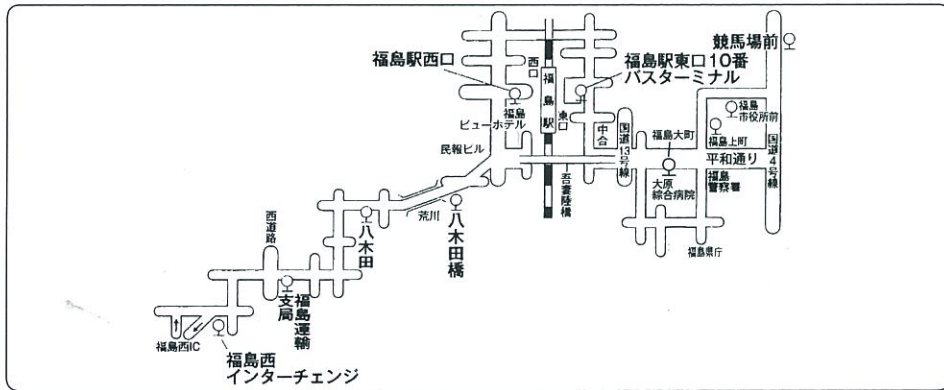 競馬場前
福島駅西口
西口
福島駅
福島駅東口10番
バスターミナル
福島
ビューホテル
東口
中合
国道13号線
福島大町
福島
市役所前
福島上町
国道4号線
民報ビル
平和通り
吾妻陸橋
大原
綜合病院
福島
警察署
西道路
荒川
八木田
八木田橋
福島県庁
福島運輸
支局
福島西IC
福島西
インターチェンジ